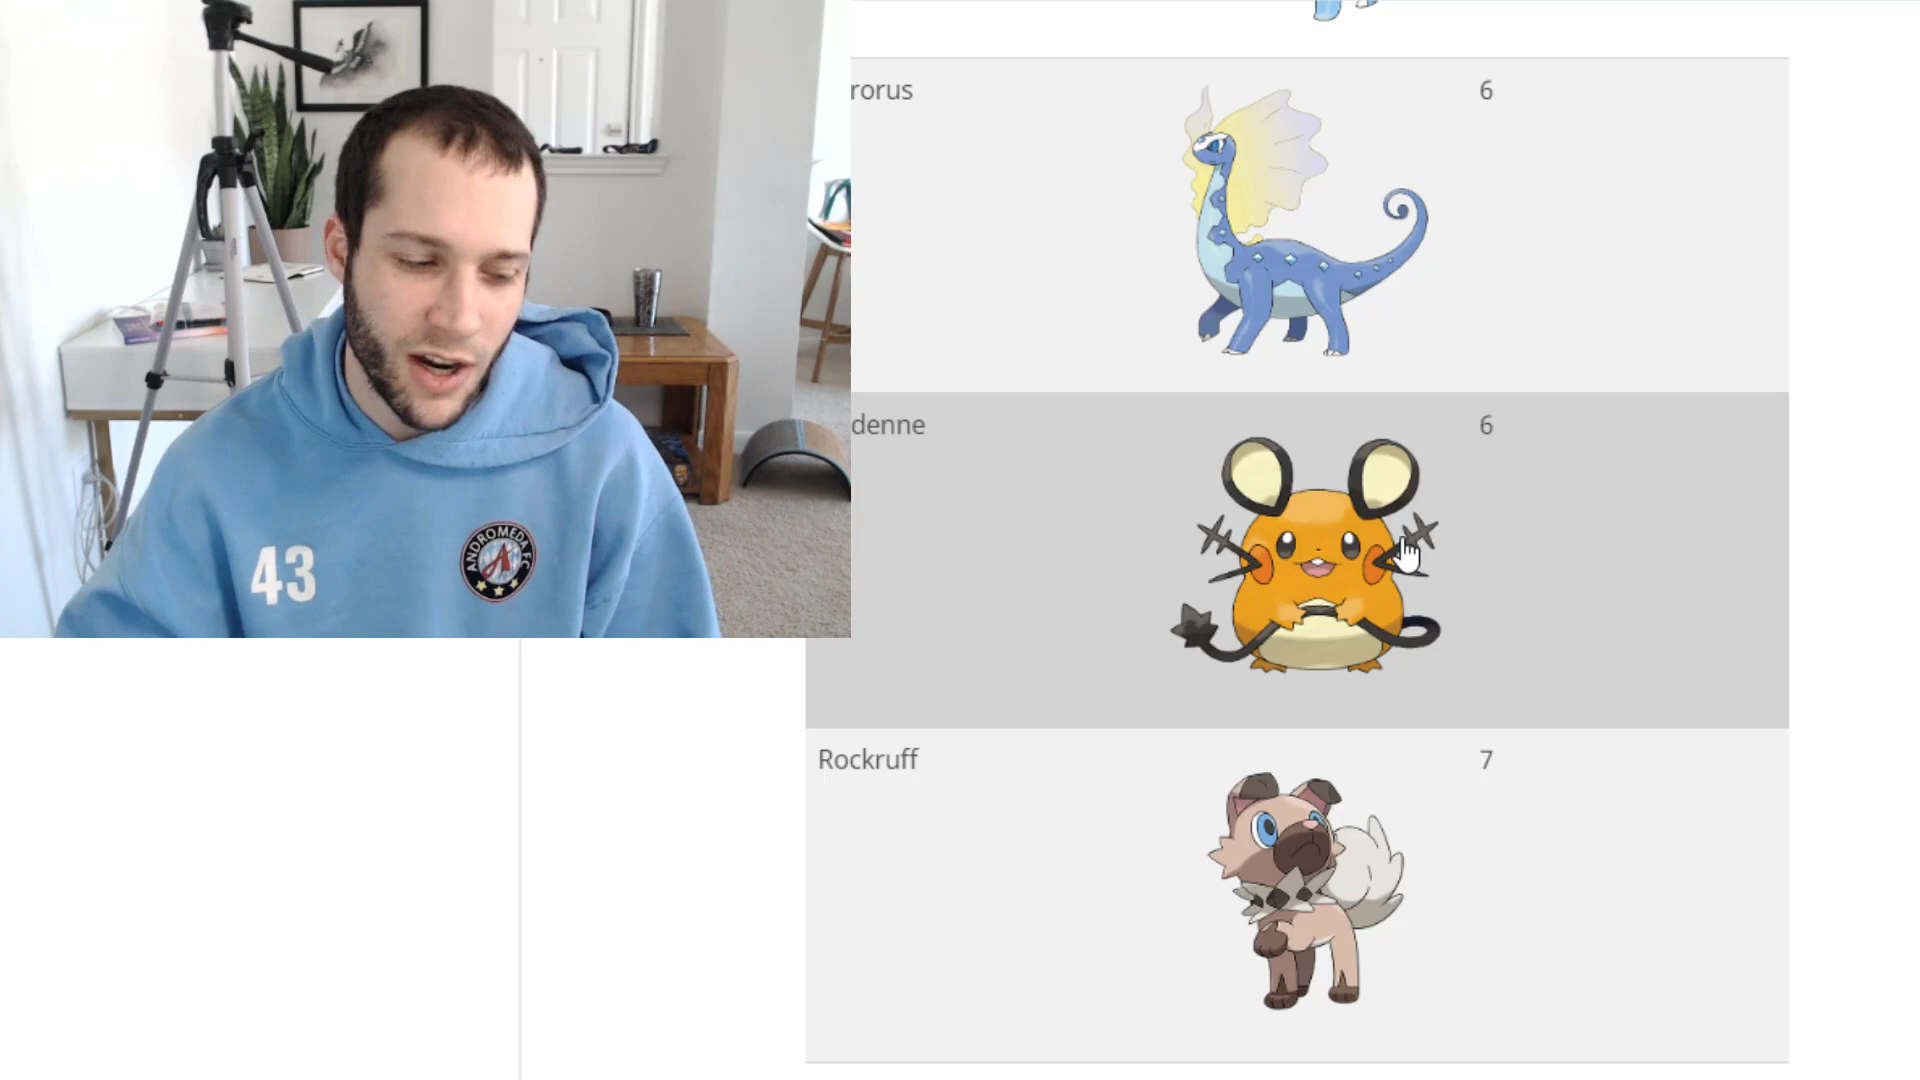 rorus 6
43
ANDROMEDA FC
denne 6
Rockruff 7